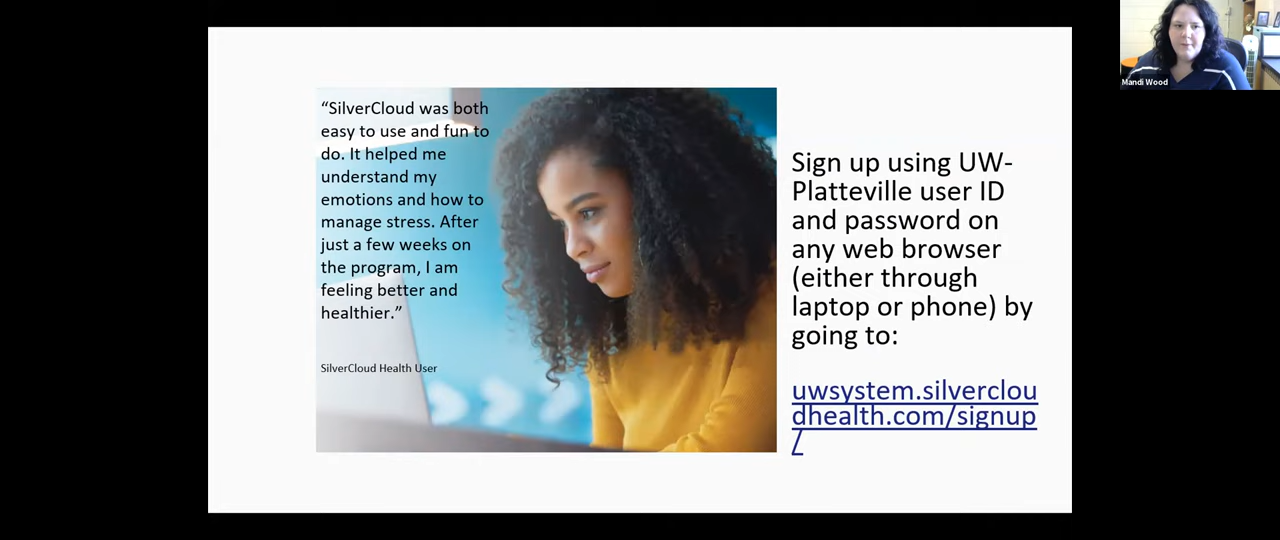 “SilverCloud was both
easy to use and fun to
do. It helped me
understand my
emotions and how to
manage stress. After
just a few weeks on
the program, I am
feeling better and
healthier.”
SilverCloud Health User
Sign up using UW-
Platteville user ID
and password on
any web browser
(either through
laptop or phone) by
going to:
uwsystem.silverclou
dhealth.com/signup
/
Mandi Wood